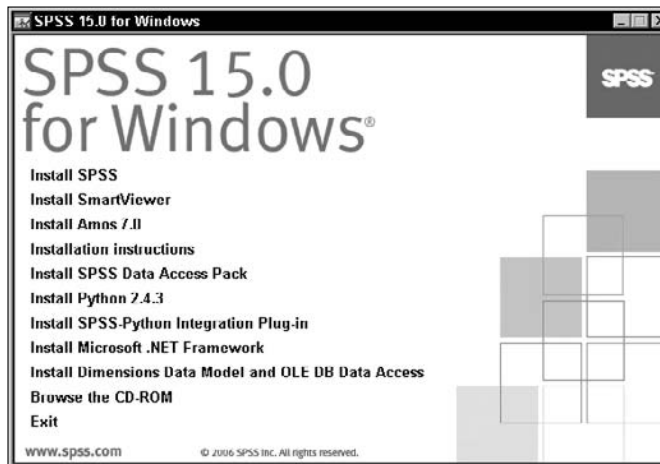 SPSS 15.0 for Windows
SPSS 15.0
for Windows®
SPSS
Install SPSS
Install SmartViewer
Install Amos 7.0
Installation instructions
Install SPSS Data Access Pack
Install Python 2.4.3
Install SPSS-Python Integration Plug-in
Install Microsoft .NET Framework
Install Dimensions Data Model and OLE DB Data Access
Browse the CD-ROM
Exit
www.spss.com © 2006 SPSS Inc. All rights reserved.